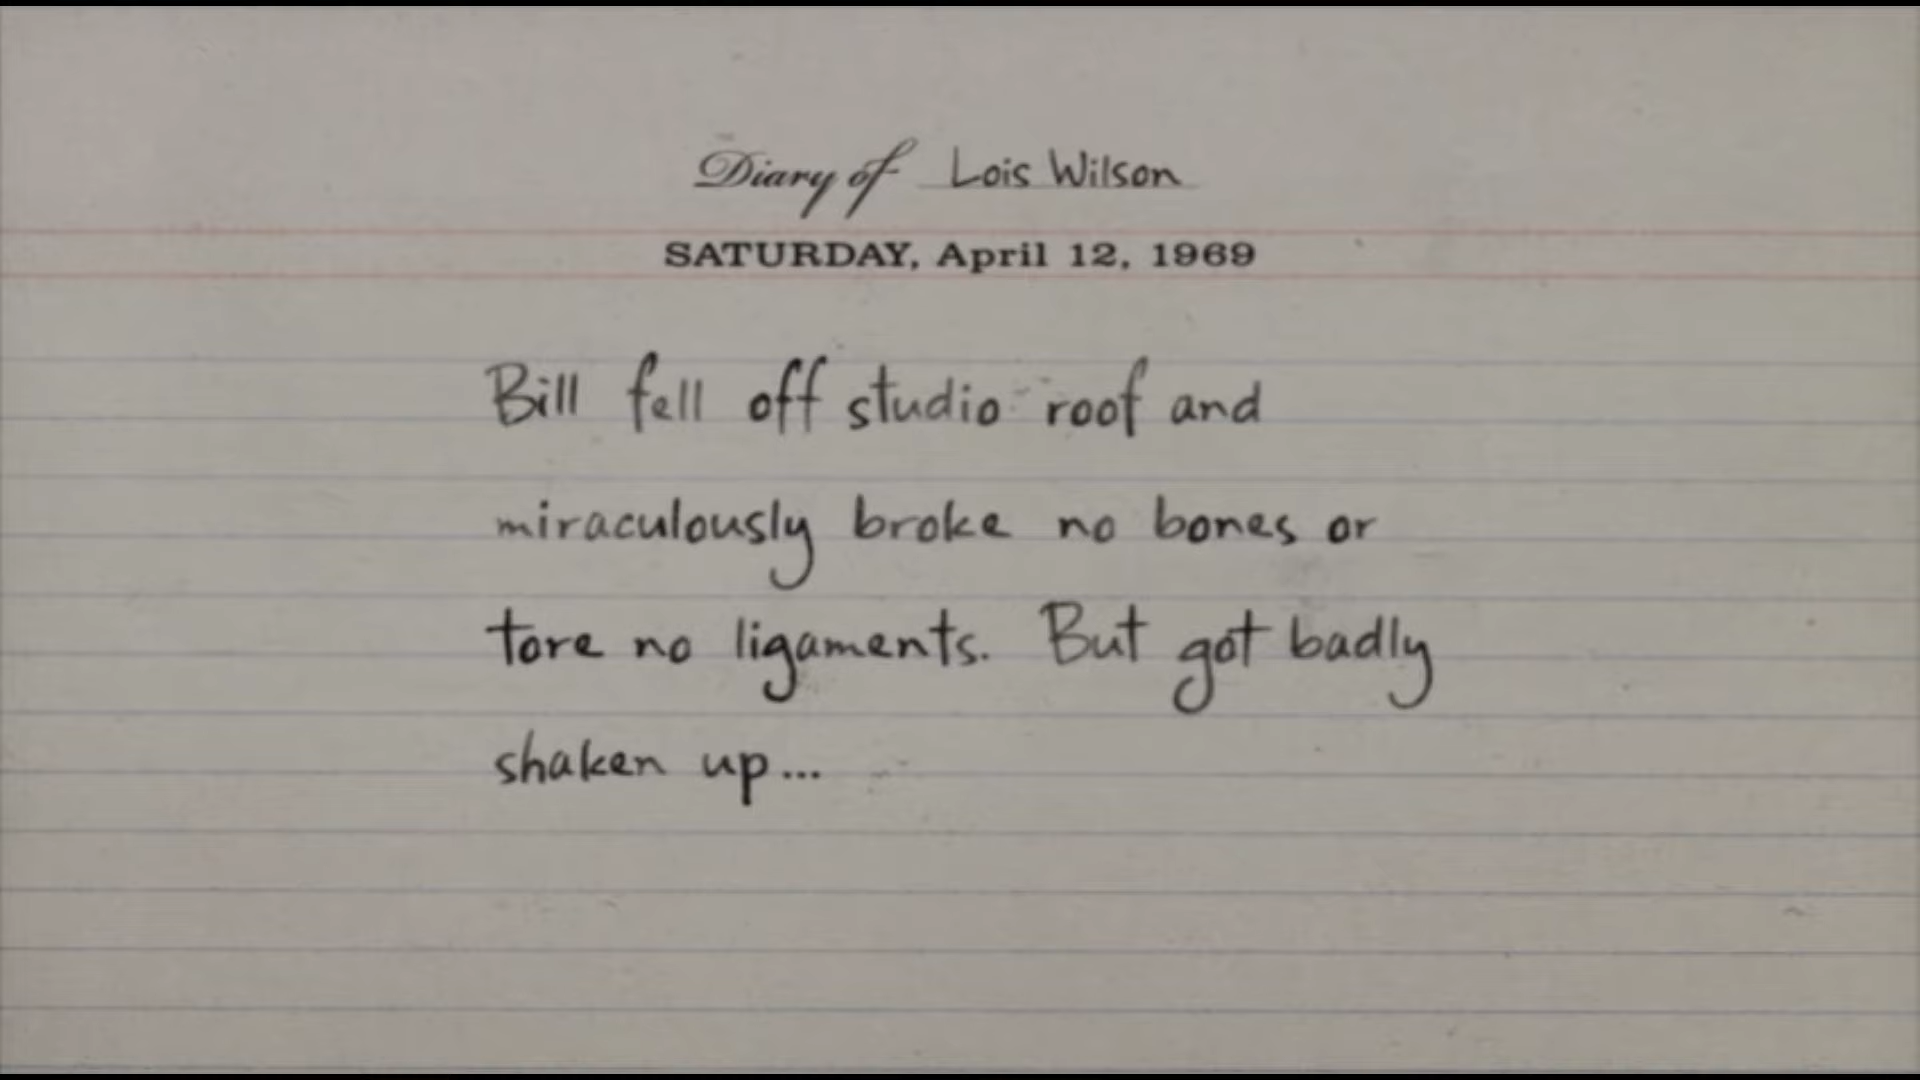 Diary of Lois Wilson
SATURDAY, April 12, 1969
Bill fell off studio roof and
miraculously broke no bones or
tore no ligaments. But got badly
shaken up...